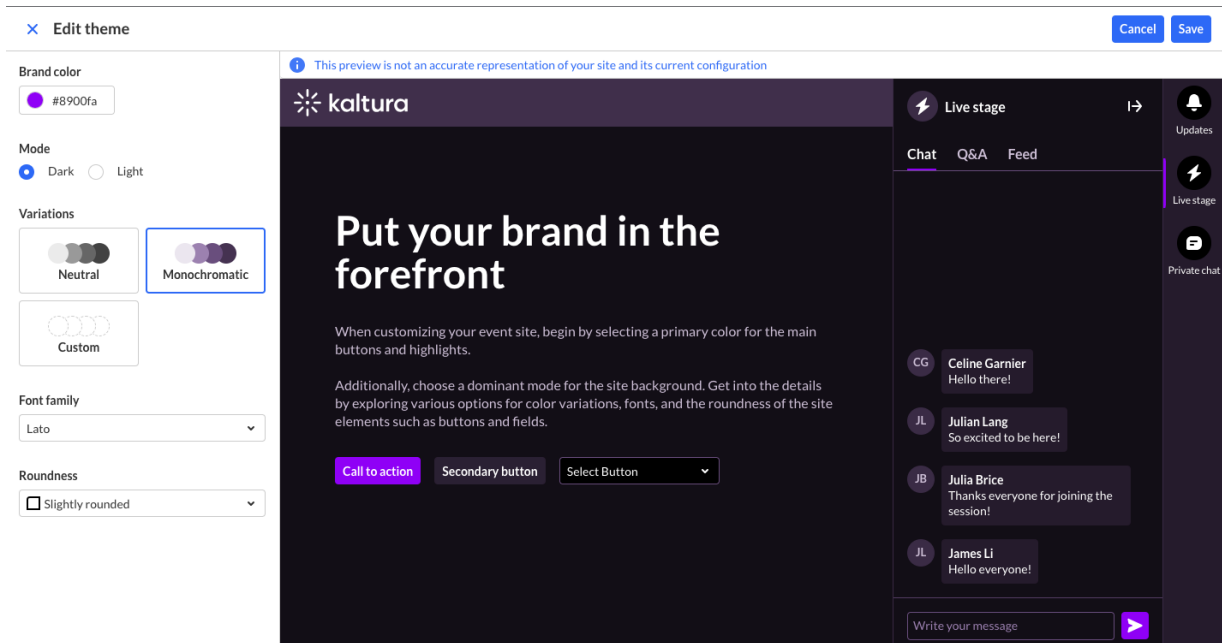 Edit theme
Cancel
Save
Brand color
#8900fa
Mode
Dark
Light
Variations
Neutral
Monochromatic
Custom
Font family
Lato
Roundness
Slightly rounded
This preview is not an accurate representation of your site and its current configuration
kaltura
Put your brand in the
forefront
When customizing your event site, begin by selecting a primary color for the main
buttons and highlights.
Additionally, choose a dominant mode for the site background. Get into the details
by exploring various options for color variations, fonts, and the roundness of the site
elements such as buttons and fields.
Call to action
Secondary button
Select Button
Live stage
Chat
Q&A
Feed
CG
Celine Garnier
Hello there!
JL
Julian Lang
So excited to be here!
JB
Julia Brice
Thanks everyone for joining the
session!
JL
James Li
Hello everyone!
Write your message
Updates
Live stage
Private chat